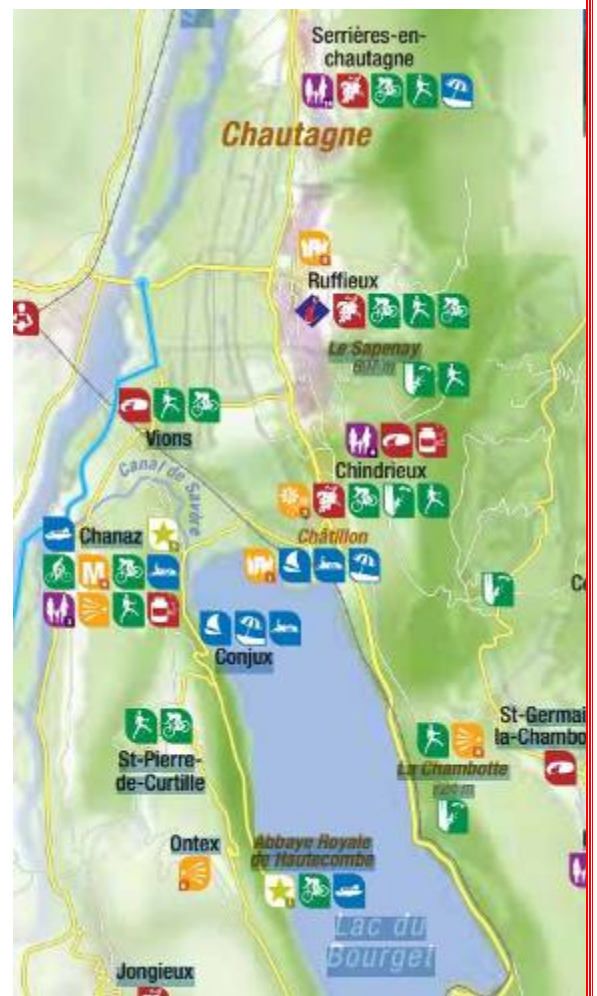 Serrières-en-
chautagne
Chautagne
Ruffieux
Le Sapenay
Vions
Canal de Savière
Chindrieux
Chanaz
Châtillon
Conjux
St-Germai
la-Chambo
St-Pierre-
de-Curtille
La Chambotte
Ontex
Abbaye Royale
de Hautecombe
Lac du
Bourget
Jongieux